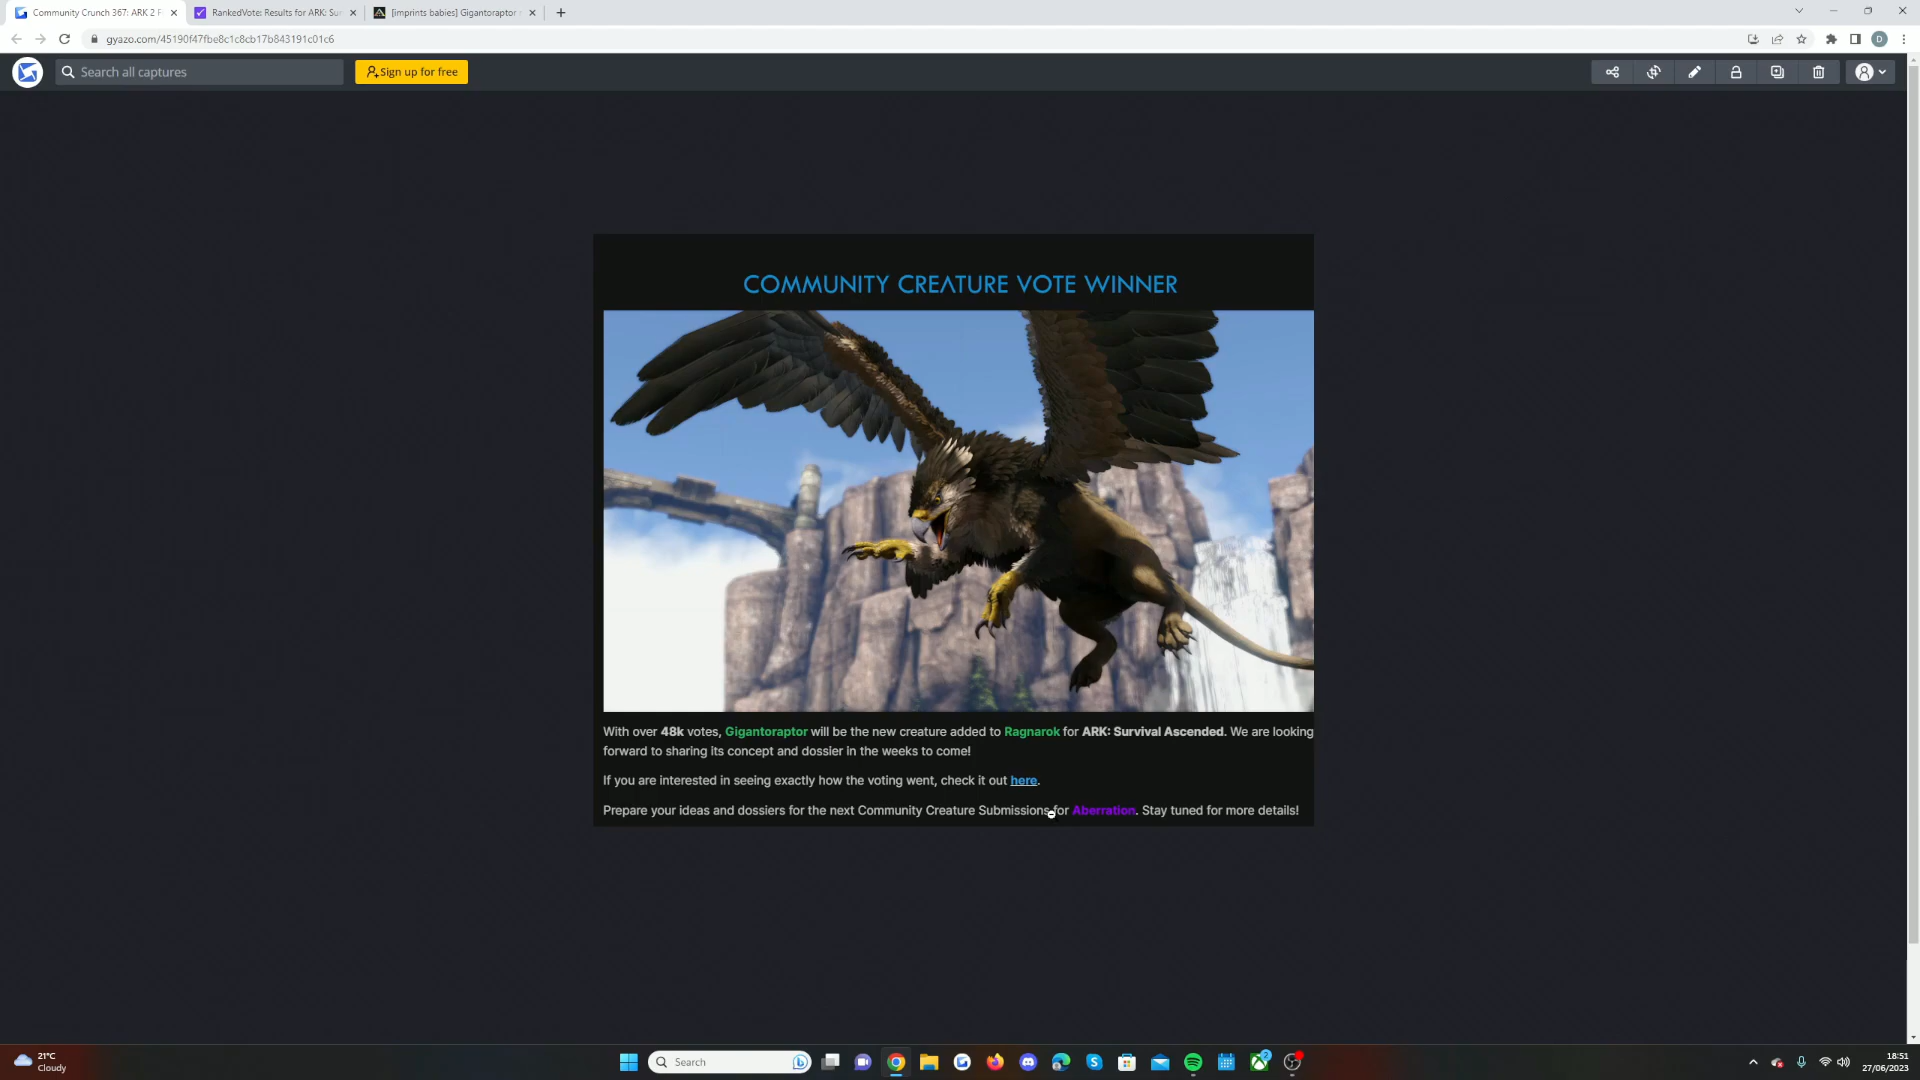 Community Crunch 367: ARK 2 F
RankedVote: Results for ARK: Su
[imprints babies] Gigantoraptor
gyazo.com/45190f47fbe8c1c8cb17b843191c01c6
D
Search all captures
Sign up for free
COMMUNITY CREATURE VOTE WINNER
With over 48k votes, Gigantoraptor will be the new creature added to Ragnarok for ARK: Survival Ascended. We are looking
forward to sharing its concept and dossier in the weeks to come!
If you are interested in seeing exactly how the voting went, check it out here.
Prepare your ideas and dossiers for the next Community Creature Submissions for Aberration. Stay tuned for more details!
21°C
Cloudy
Search
2
18:51
27/06/2023